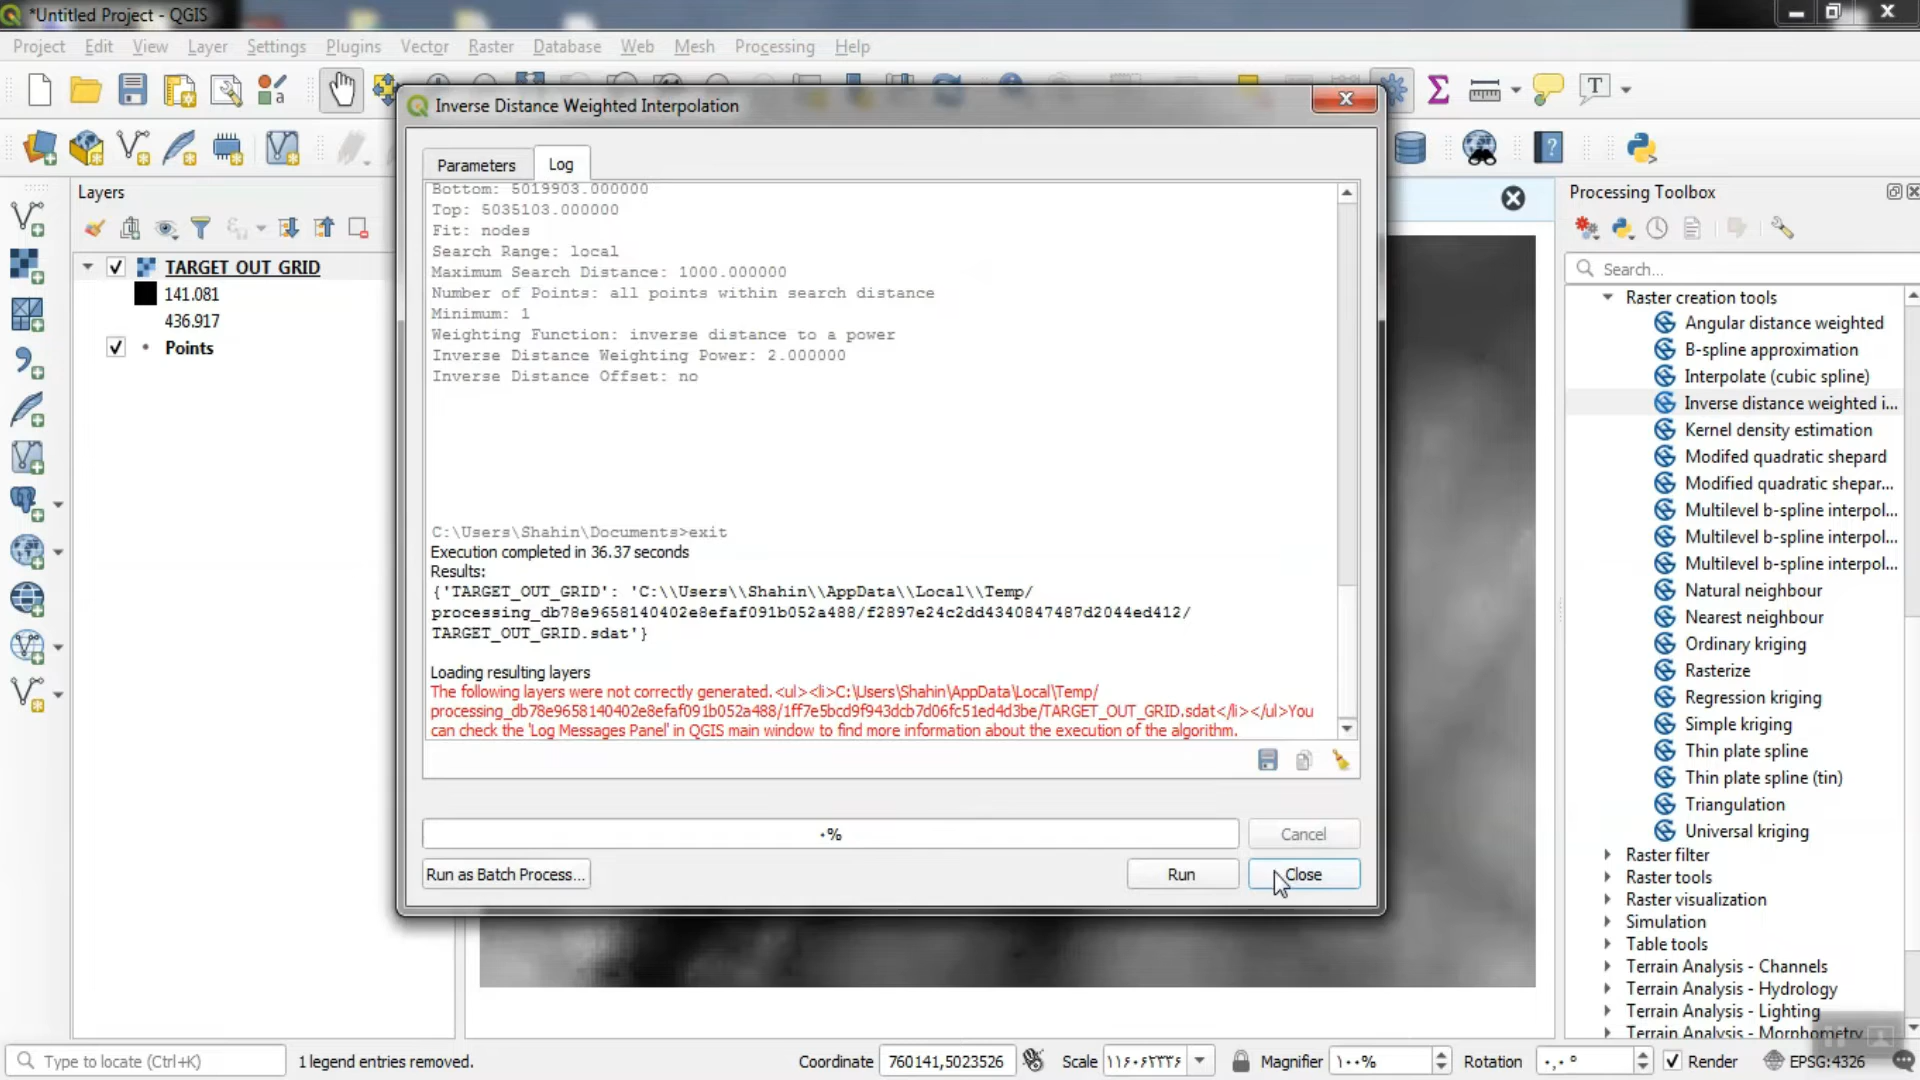 *Untitled Project - QGIS
Project Edit View Layer Settings Plugins Vector Raster Database Web Mesh Processing Help
Inverse Distance Weighted Interpolation
Parameters
Log
Bottom: 5019903.000000
Top: 5035103.000000
Fit: nodes
Search Range: local
Maximum Search Distance: 1000.000000
Number of Points: all points within search distance
Minimum: 1
Weighting Function: inverse distance to a power
Inverse Distance Weighting Power: 2.000000
Inverse Distance Offset: no
C:\Users\Shahin\Documents>exit
Execution completed in 36.37 seconds
Results:
{'TARGET_OUT_GRID': 'C:\\Users\\Shahin\\AppData\\Local\\Temp/
processing_db78e9658140402e8efaf091b052a488/f2897e24c2dd4340847487d2044ed412/
TARGET_OUT_GRID.sdat'}
Loading resulting layers
The following layers were not correctly generated.<ul><li>C:\Users\Shahin\AppData\Local\Temp/
processing_db78e9658140402e8efaf091b052a488/1ff7e5bcd9f943dcb7d06fc51ed4d3be/TARGET_OUT_GRID.sdat</li></ul>You
can check the 'Log Messages Panel' in QGIS main window to find more information about the execution of the algorithm.
٠%
Cancel
Run as Batch Process...
Run
Close
Layers
TARGET OUT GRID
141.081
436.917
Points
Processing Toolbox
Search...
Raster creation tools
Angular distance weighted
B-spline approximation
Interpolate (cubic spline)
Inverse distance weighted i...
Kernel density estimation
Modifed quadratic shepard
Modified quadratic shepar...
Multilevel b-spline interpol...
Multilevel b-spline interpol...
Multilevel b-spline interpol...
Natural neighbour
Nearest neighbour
Ordinary kriging
Rasterize
Regression kriging
Simple kriging
Thin plate spline
Thin plate spline (tin)
Triangulation
Universal kriging
Raster filter
Raster tools
Raster visualization
Simulation
Table tools
Terrain Analysis - Channels
Terrain Analysis - Hydrology
Terrain Analysis - Lighting
Terrain Analysis - Morphometry
Type to locate (Ctrl+K)
1 legend entries removed.
Coordinate 760141,5023526
Scale
Magnifier ١٠٠%
Rotation ٠,٠ °
Render
EPSG:4326